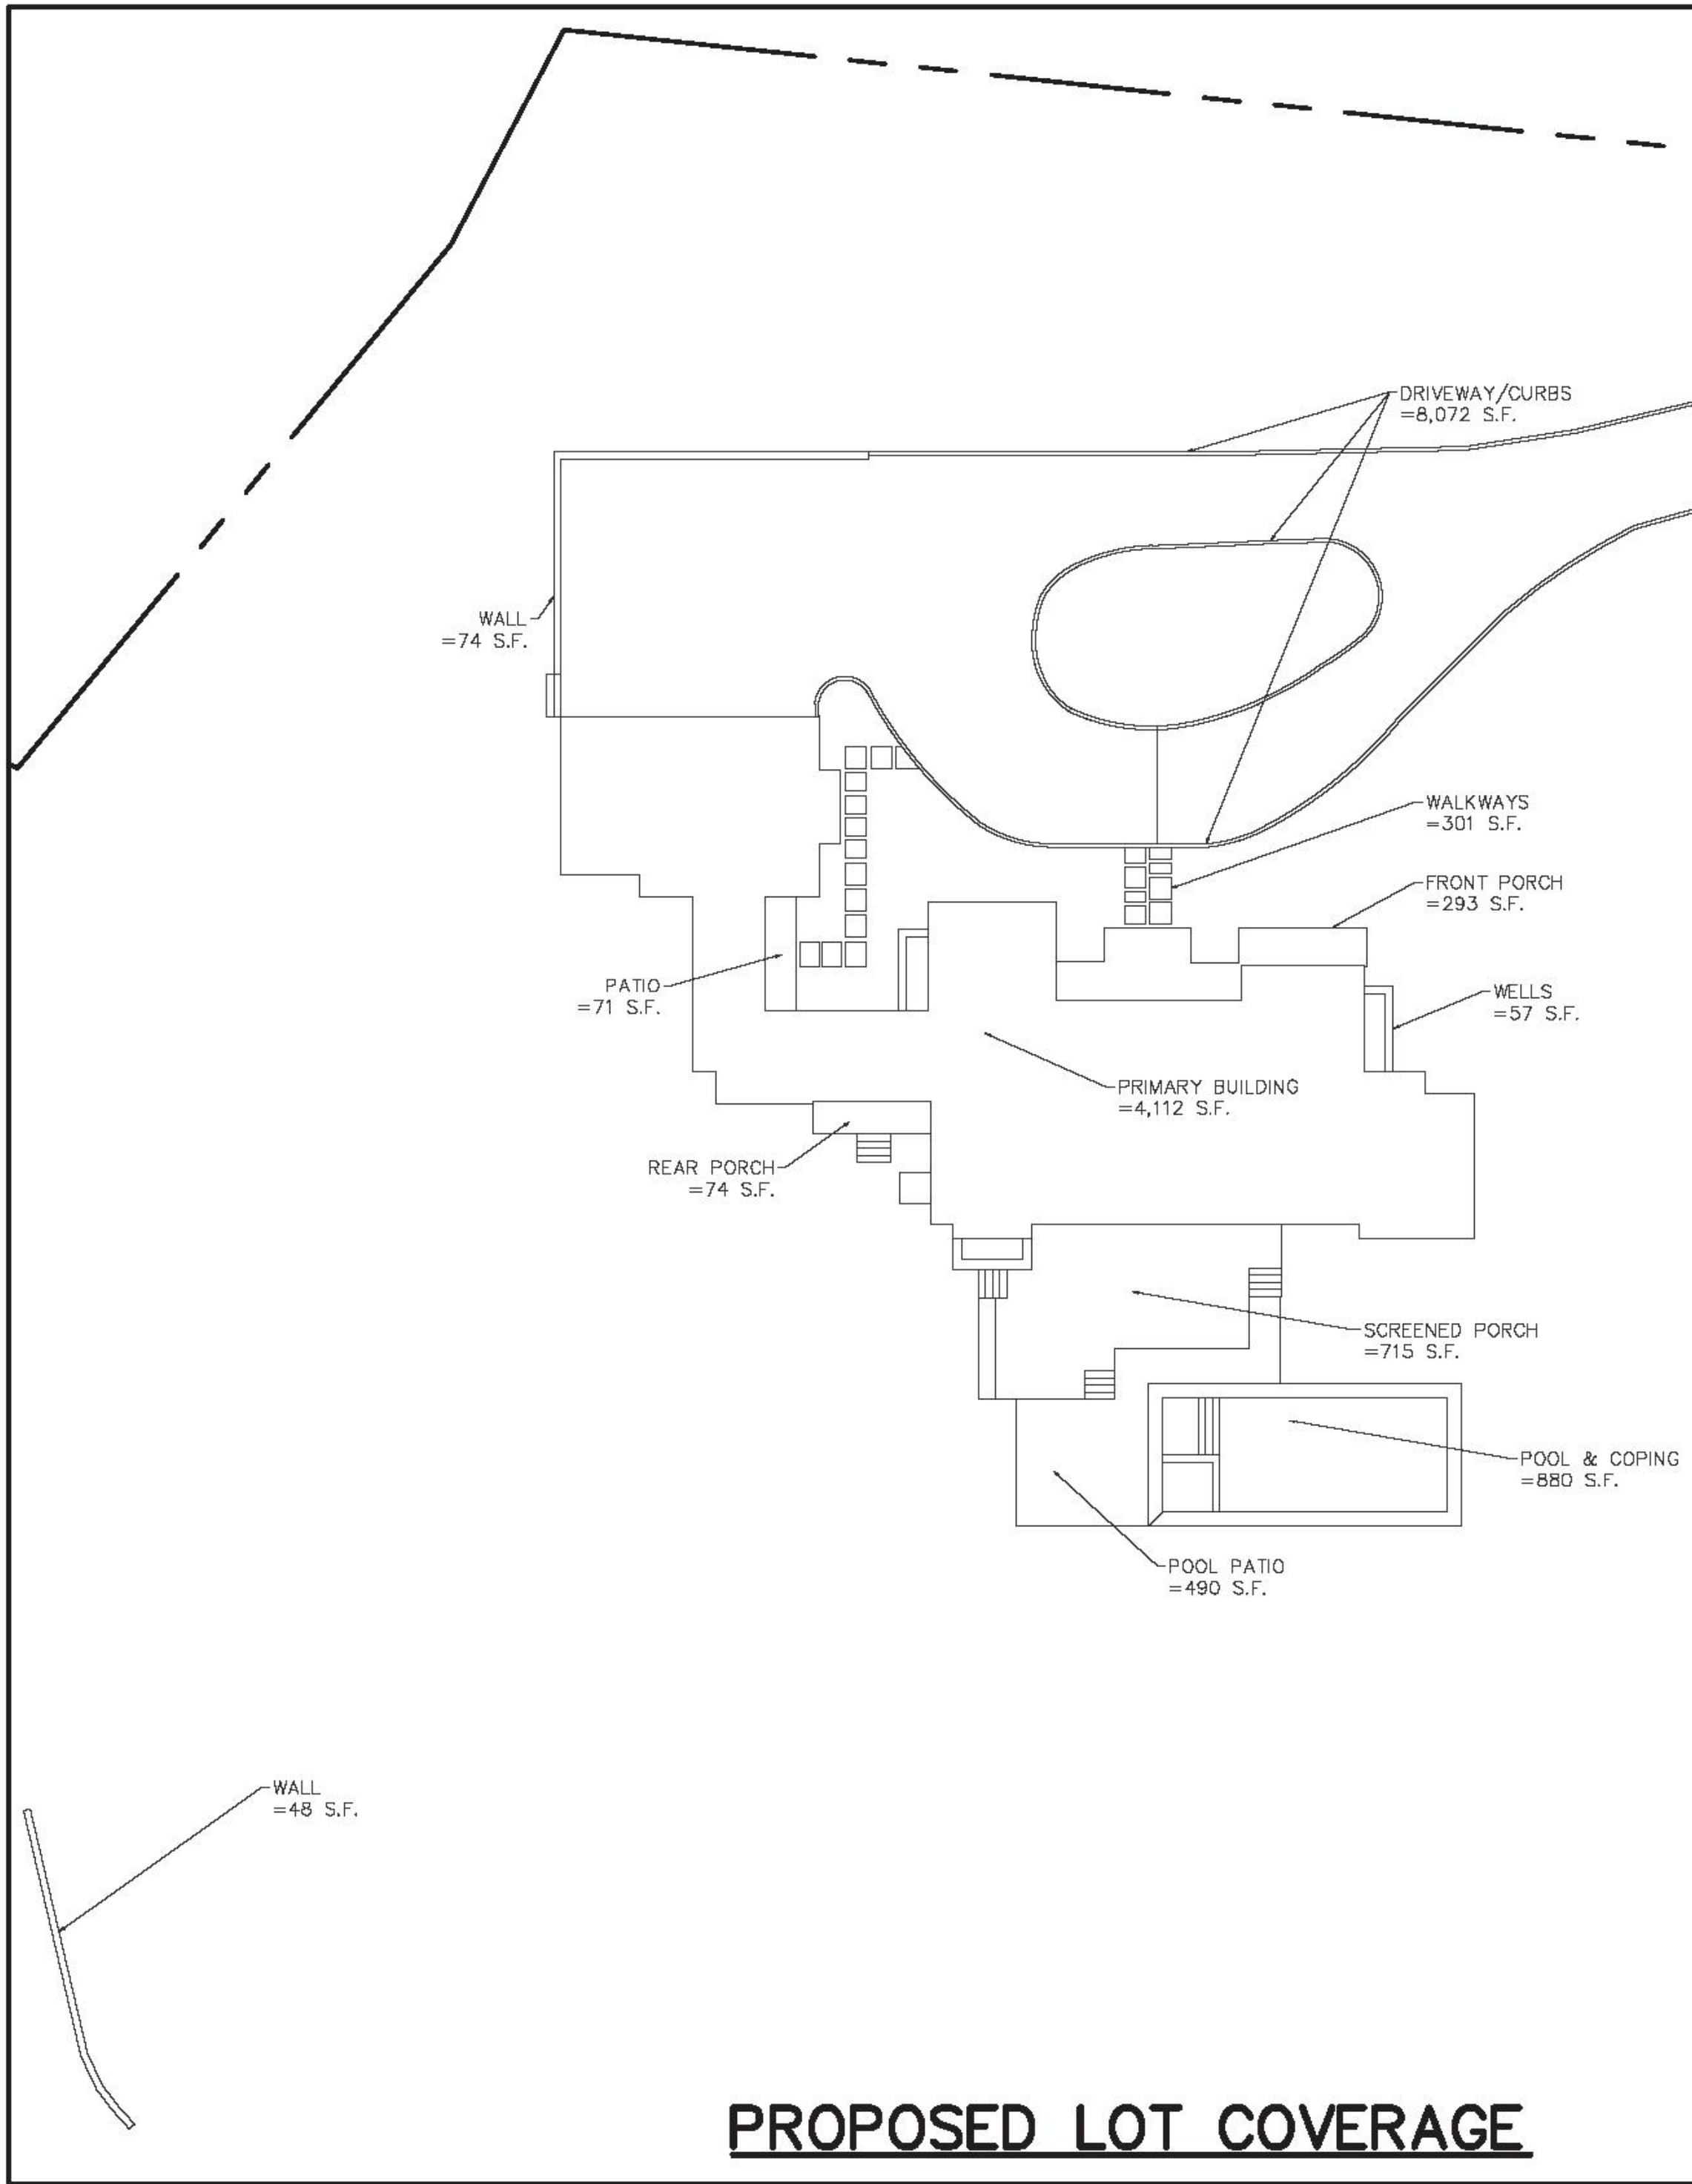 DRIVEWAY/CURBS
=8,072 S.F.
WALL
=74 S.F.
WALKWAYS
=301 S.F.
FRONT PORCH
=293 S.F.
PATIO
=71 S.F.
WELLS
=57 S.F.
PRIMARY BUILDING
=4,112 S.F.
REAR PORCH
=74 S.F.
SCREENED PORCH
=715 S.F.
POOL & COPING
=880 S.F.
POOL PATIO
=490 S.F.
WALL
=48 S.F.
PROPOSED LOT COVERAGE